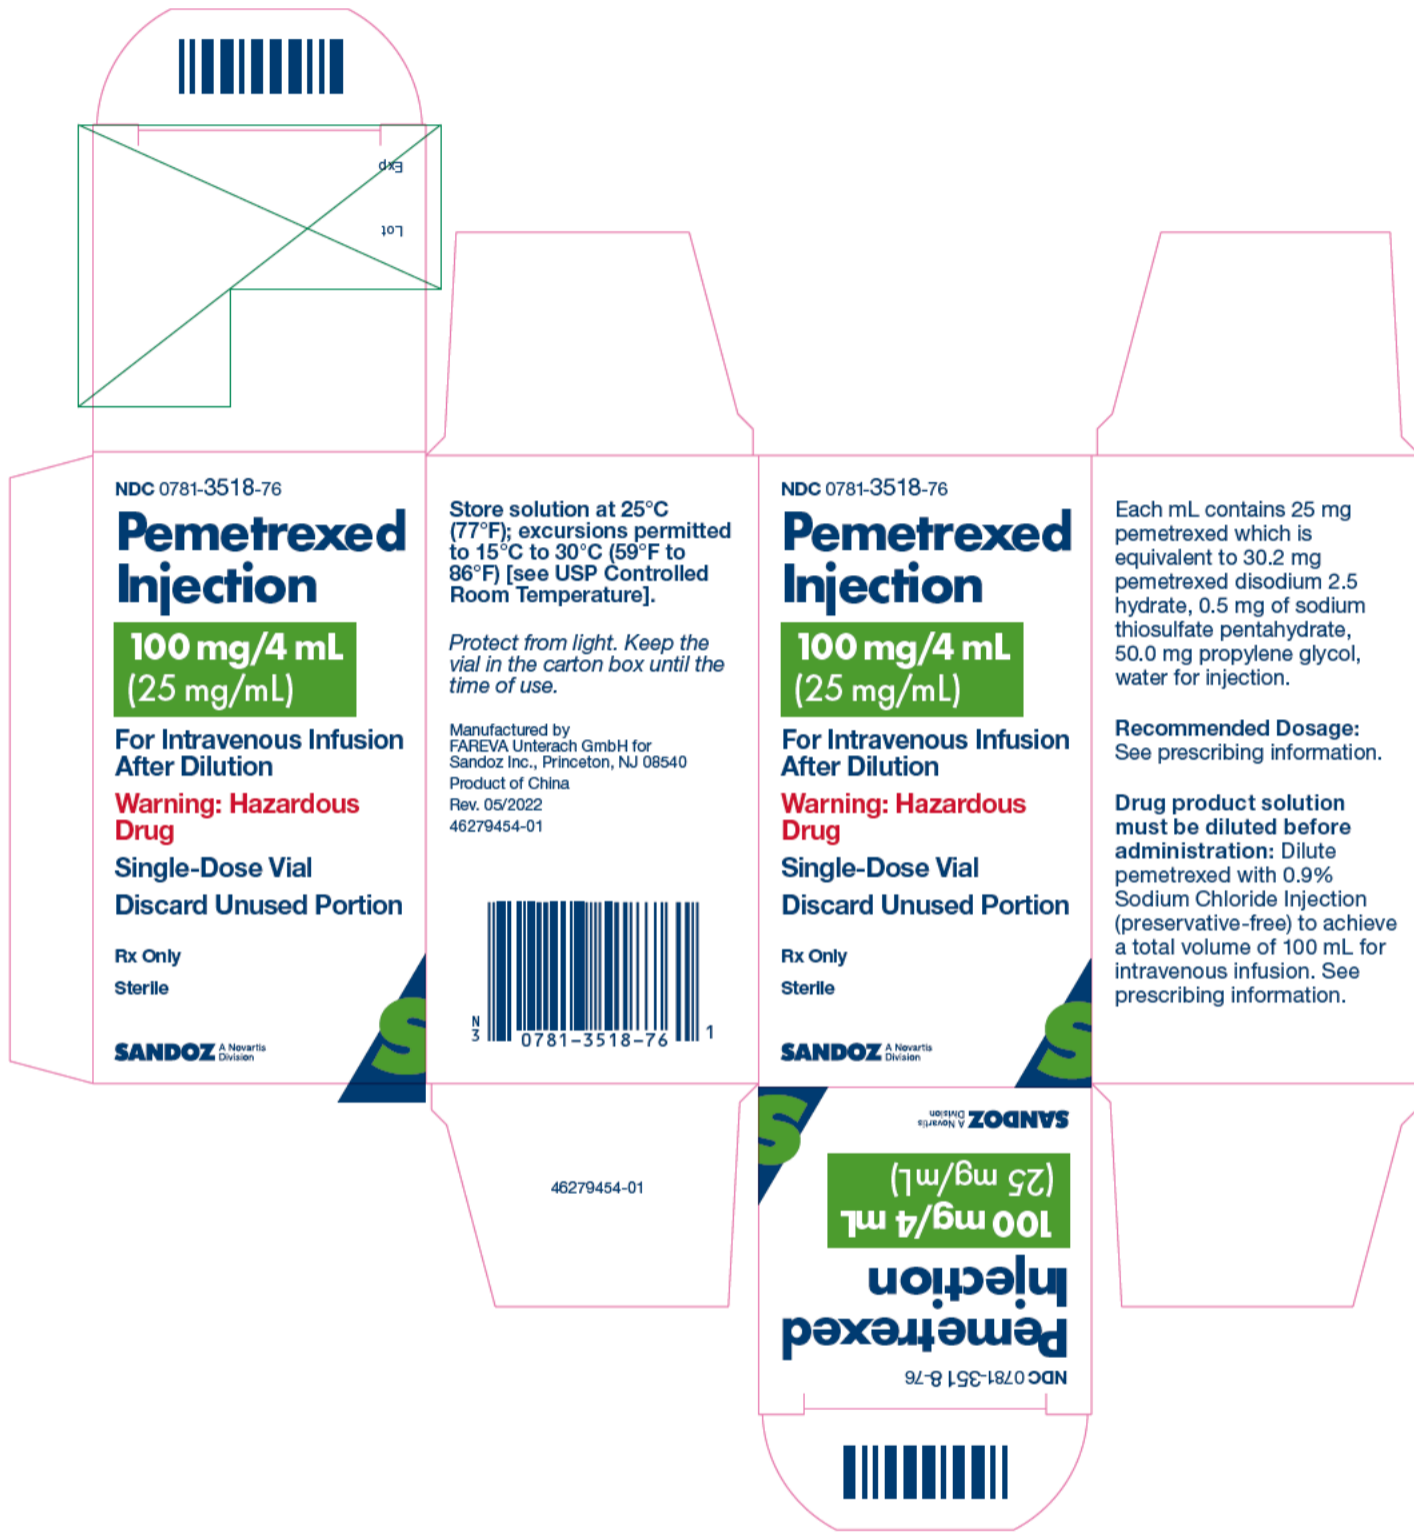 Exp
Lot
NDC 0781-3518-76
Pemetrexed
Injection
100 mg/4 mL
(25 mg/mL)
For Intravenous Infusion
After Dilution
Warning: Hazardous
Drug
Single-Dose Vial
Discard Unused Portion
Rx Only
Sterile
SANDOZ A Novartis
Division
S
Store solution at 25°C
(77°F); excursions permitted
to 15°C to 30°C (59°F to
86°F) [see USP Controlled
Room Temperature].
Protect from light. Keep the
vial in the carton box until the
time of use.
Manufactured by
FAREVA Unterach GmbH for
Sandoz Inc., Princeton, NJ 08540
Product of China
Rev. 05/2022
46279454-01
N
3
0781-3518-76
1
46279454-01
NDC 0781-3518-76
Pemetrexed
Injection
100 mg/4 mL
(25 mg/mL)
For Intravenous Infusion
After Dilution
Warning: Hazardous
Drug
Single-Dose Vial
Discard Unused Portion
Rx Only
Sterile
SANDOZ A Novartis
Division
S
NDC 0781-3518-76
Pemetrexed
Injection
100 mg/4 mL
(25 mg/mL)
SANDOZ A Novartis
Division
S
Each mL contains 25 mg
pemetrexed which is
equivalent to 30.2 mg
pemetrexed disodium 2.5
hydrate, 0.5 mg of sodium
thiosulfate pentahydrate,
50.0 mg propylene glycol,
water for injection.
Recommended Dosage:
See prescribing information.
Drug product solution
must be diluted before
administration: Dilute
pemetrexed with 0.9%
Sodium Chloride Injection
(preservative-free) to achieve
a total volume of 100 mL for
intravenous infusion. See
prescribing information.